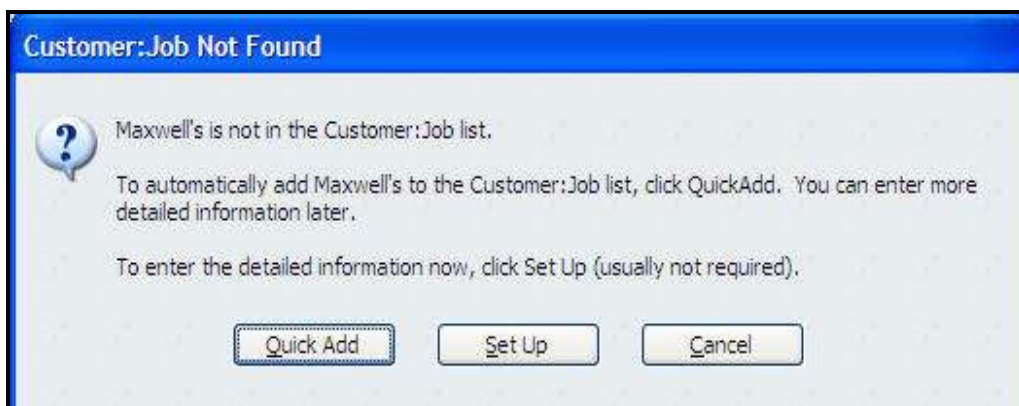 Customer:Job Not Found
Maxwell's is not in the Customer:Job list.
To automatically add Maxwell's to the Customer:Job list, click QuickAdd. You can enter more
detailed information later.
To enter the detailed information now, click Set Up (usually not required).
Quick Add Set Up Cancel